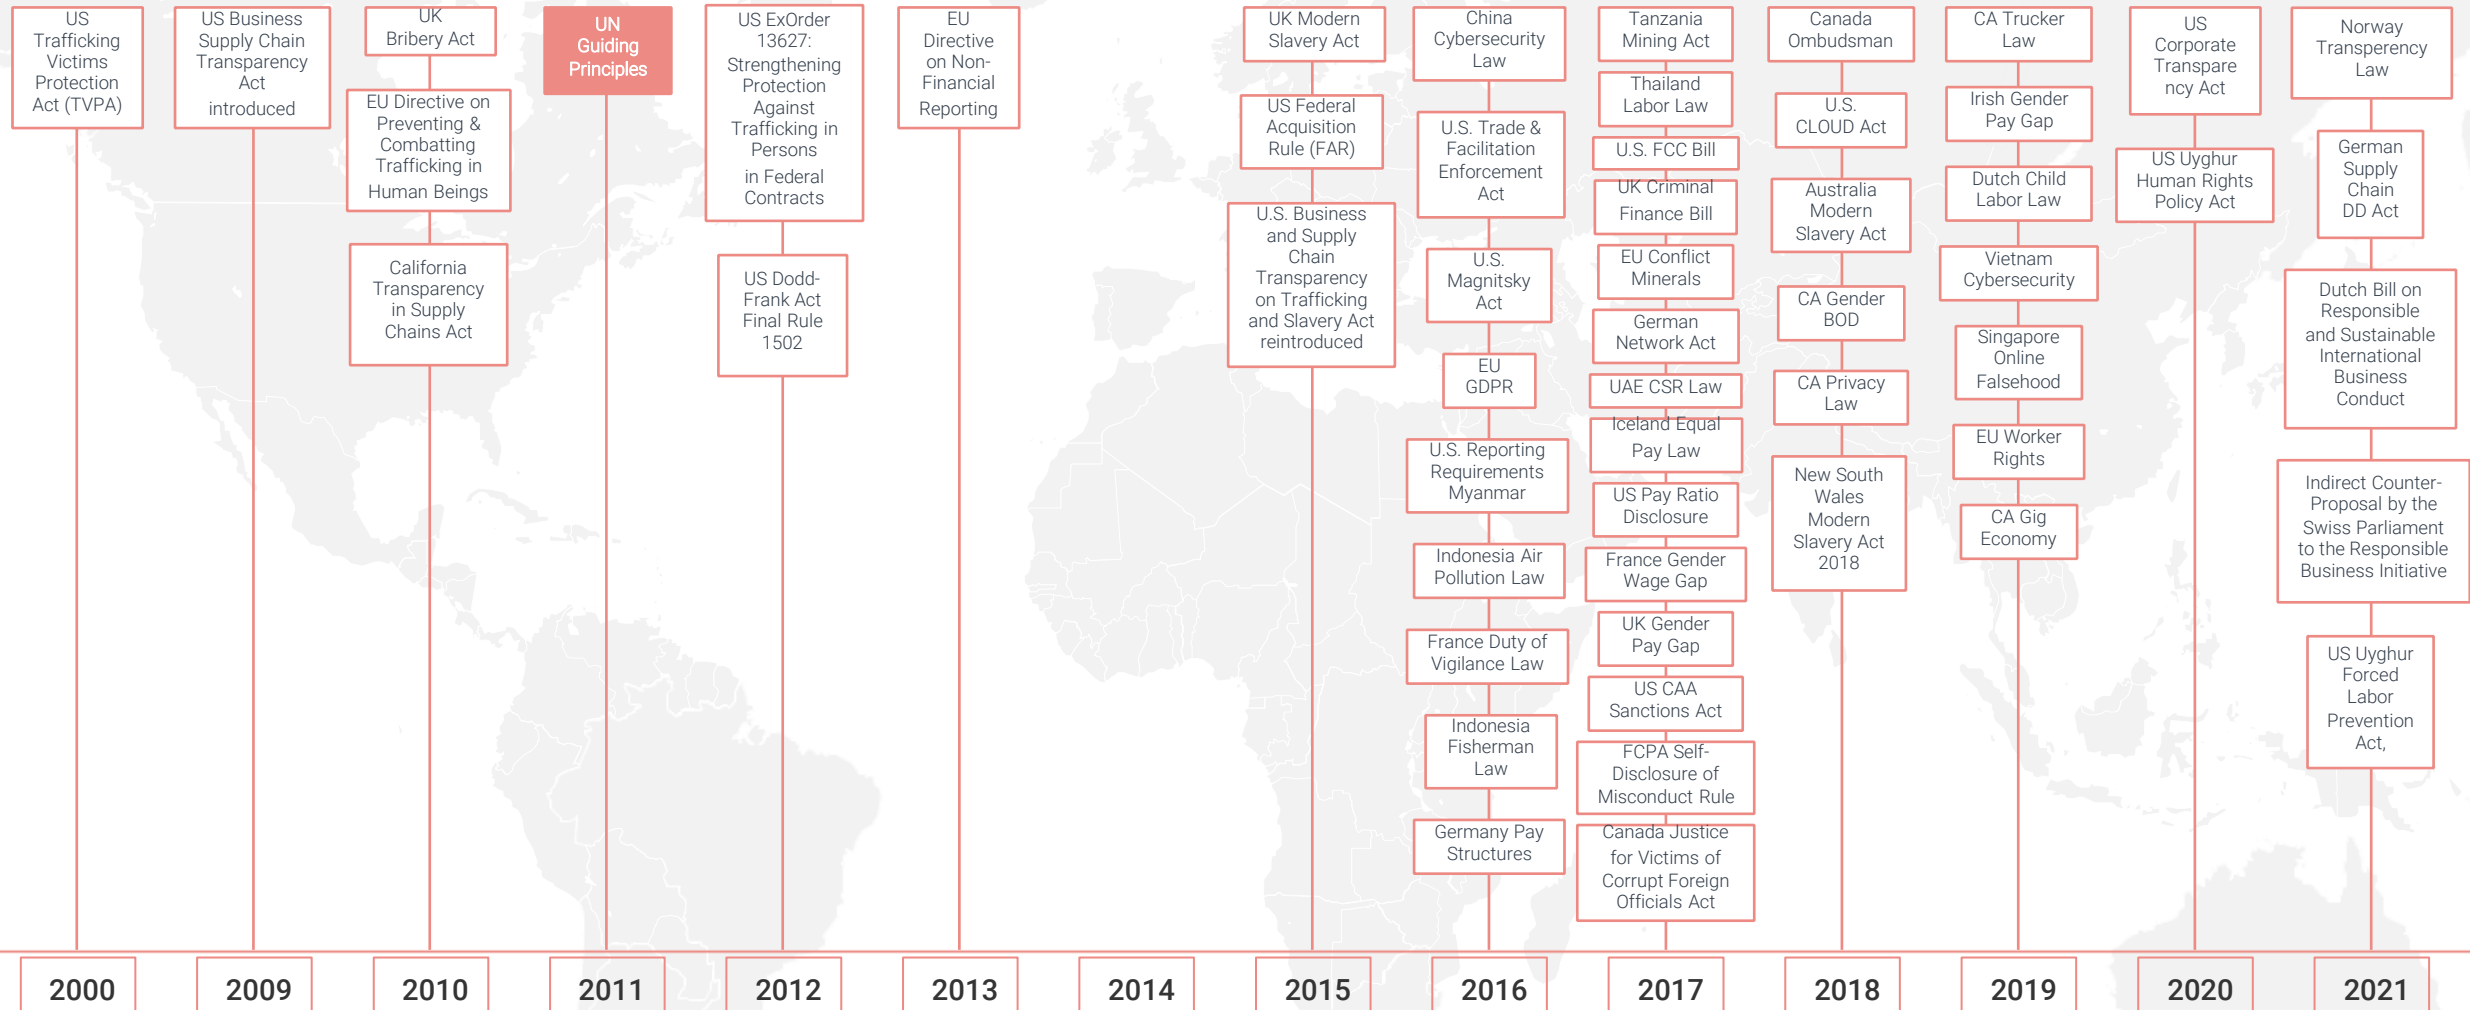 US
Trafficking
Victims
Protection
Act (TVPA)
US Business
Supply Chain
Transparency
Act
introduced
UK
Bribery Act
EU Directive on
Preventing &
Combatting
Trafficking in
Human Beings
California
Transparency
in Supply
Chains Act
UN
Guiding
Principles
US ExOrder
13627:
Strengthening
Protection
Against
Trafficking in
Persons
in Federal
Contracts
US Dodd-
Frank Act
Final Rule
1502
EU
Directive
on Non-
Financial
Reporting
UK Modern
Slavery Act
US Federal
Acquisition
Rule (FAR)
U.S. Business
and Supply
Chain
Transparency
on Trafficking
and Slavery Act
reintroduced
China
Cybersecurity
Law
U.S. Trade &
Facilitation
Enforcement
Act
U.S.
Magnitsky
Act
EU
GDPR
U.S. Reporting
Requirements
Myanmar
Indonesia Air
Pollution Law
France Duty of
Vigilance Law
Indonesia
Fisherman
Law
Germany Pay
Structures
Tanzania
Mining Act
Thailand
Labor Law
U.S. FCC Bill
UK Criminal
Finance Bill
EU Conflict
Minerals
German
Network Act
UAE CSR Law
Iceland Equal
Pay Law
US Pay Ratio
Disclosure
France Gender
Wage Gap
UK Gender
Pay Gap
US CAA
Sanctions Act
FCPA Self-
Disclosure of
Misconduct Rule
Canada Justice
for Victims of
Corrupt Foreign
Officials Act
Canada
Ombudsman
U.S.
CLOUD Act
Australia
Modern
Slavery Act
CA Gender
BOD
CA Privacy
Law
New South
Wales
Modern
Slavery Act
2018
CA Trucker
Law
Irish Gender
Pay Gap
Dutch Child
Labor Law
Vietnam
Cybersecurity
Singapore
Online
Falsehood
EU Worker
Rights
CA Gig
Economy
US
Corporate
Transpare
ncy Act
US Uyghur
Human Rights
Policy Act
Norway
Transperency
Law
German
Supply
Chain
DD Act
Dutch Bill on
Responsible
and Sustainable
International
Business
Conduct
Indirect Counter-
Proposal by the
Swiss Parliament
to the Responsible
Business Initiative
US Uyghur
Forced
Labor
Prevention
Act,
2000
2009
2010
2011
2012
2013
2014
2015
2016
2017
2018
2019
2020
2021